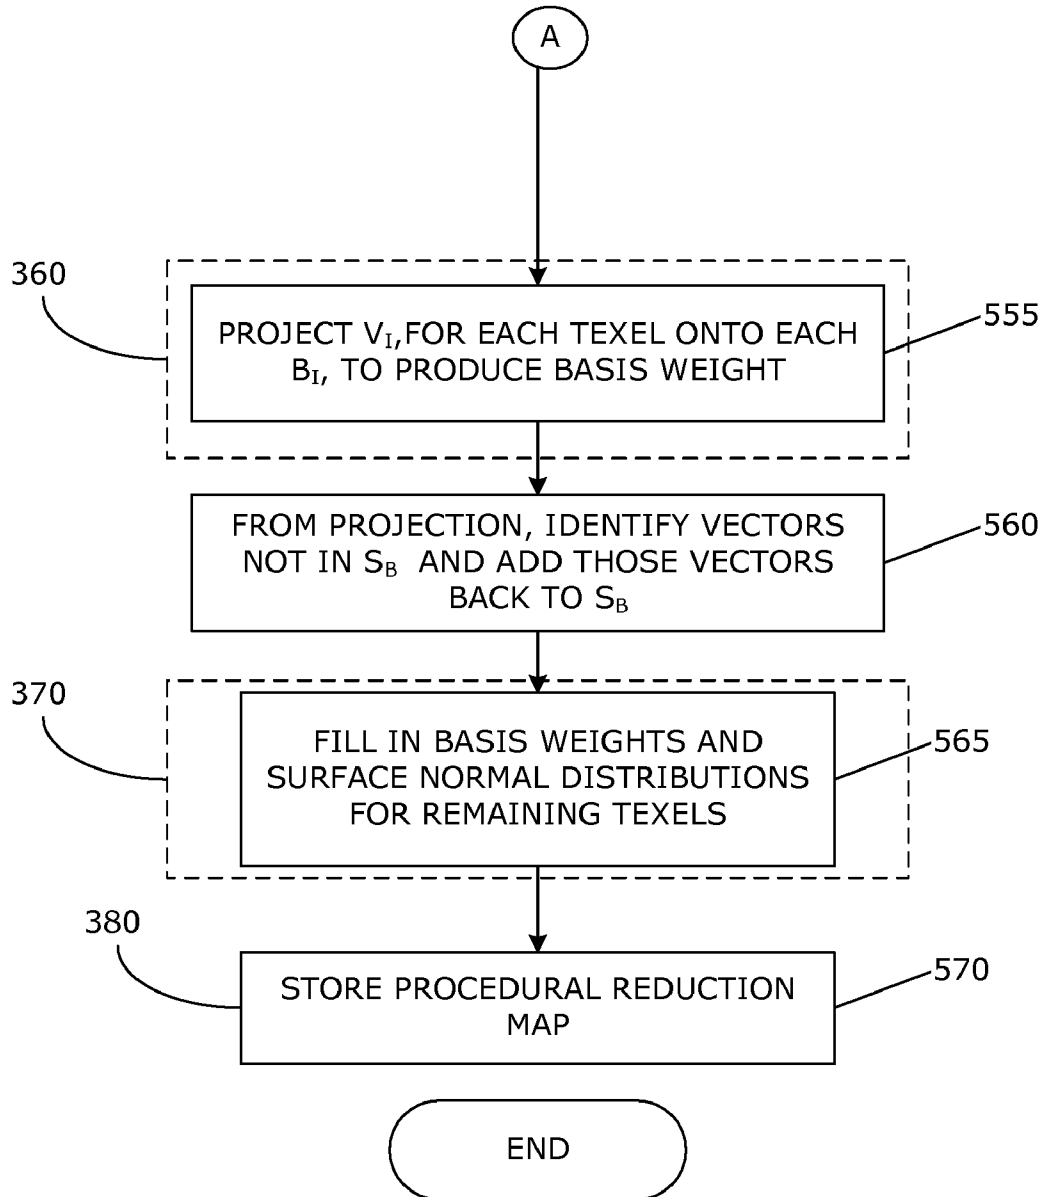 A
360
PROJECT V_I,FOR EACH TEXEL ONTO EACH
B_I, TO PRODUCE BASIS WEIGHT
555
FROM PROJECTION, IDENTIFY VECTORS
NOT IN S_B AND ADD THOSE VECTORS
BACK TO S_B
560
370
FILL IN BASIS WEIGHTS AND
SURFACE NORMAL DISTRIBUTIONS
FOR REMAINING TEXELS
565
380
STORE PROCEDURAL REDUCTION
MAP
570
END